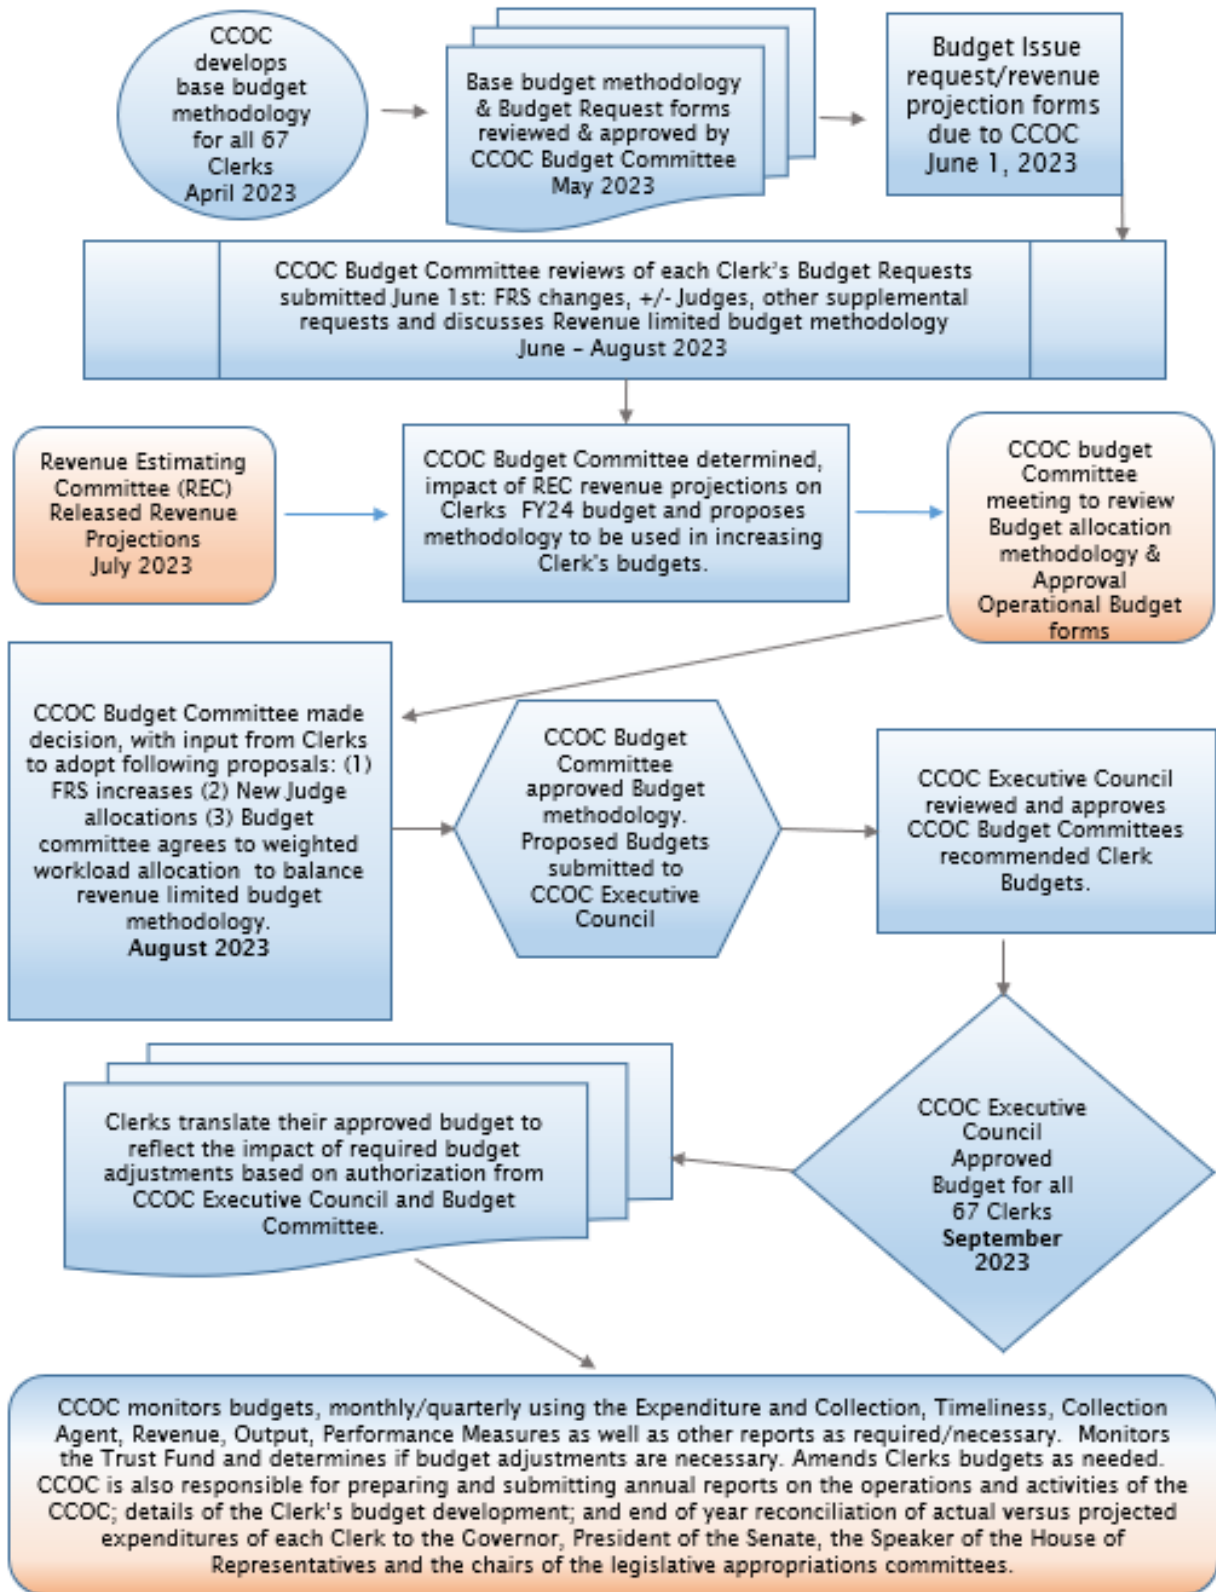 CCOC
develops
base budget
methodology
for all 67
Clerks
April 2023
Base budget methodology
& Budget Request forms
reviewed & approved by
CCOC Budget Committee
May 2023
Budget Issue
request/revenue
projection forms
due to CCOC
June 1, 2023
CCOC Budget Committee reviews of each Clerk's Budget Requests
submitted June 1st: FRS changes, +/- Judges, other supplemental
requests and discusses Revenue limited budget methodology
June – August 2023
Revenue Estimating
Committee (REC)
Released Revenue
Projections
July 2023
CCOC Budget Committee determined,
impact of REC revenue projections on
Clerks FY24 budget and proposes
methodology to be used in increasing
Clerk's budgets.
CCOC budget
Committee
meeting to review
Budget allocation
methodology &
Approval
Operational Budget
forms
CCOC Budget Committee made
decision, with input from Clerks
to adopt following proposals: (1)
FRS increases (2) New Judge
allocations (3) Budget
committee agrees to weighted
workload allocation to balance
revenue limited budget
methodology.
August 2023
CCOC Budget
Committee
approved Budget
methodology.
Proposed Budgets
submitted to
CCOC Executive
Council
CCOC Executive Council
reviewed and approves
CCOC Budget Committees
recommended Clerk
Budgets.
CCOC Executive
Council
Approved
Budget for all
67 Clerks
September
2023
Clerks translate their approved budget to
reflect the impact of required budget
adjustments based on authorization from
CCOC Executive Council and Budget
Committee.
CCOC monitors budgets, monthly/quarterly using the Expenditure and Collection, Timeliness, Collection
Agent, Revenue, Output, Performance Measures as well as other reports as required/necessary. Monitors
the Trust Fund and determines if budget adjustments are necessary. Amends Clerks budgets as needed.
CCOC is also responsible for preparing and submitting annual reports on the operations and activities of the
CCOC; details of the Clerk's budget development; and end of year reconciliation of actual versus projected
expenditures of each Clerk to the Governor, President of the Senate, the Speaker of the House of
Representatives and the chairs of the legislative appropriations committees.